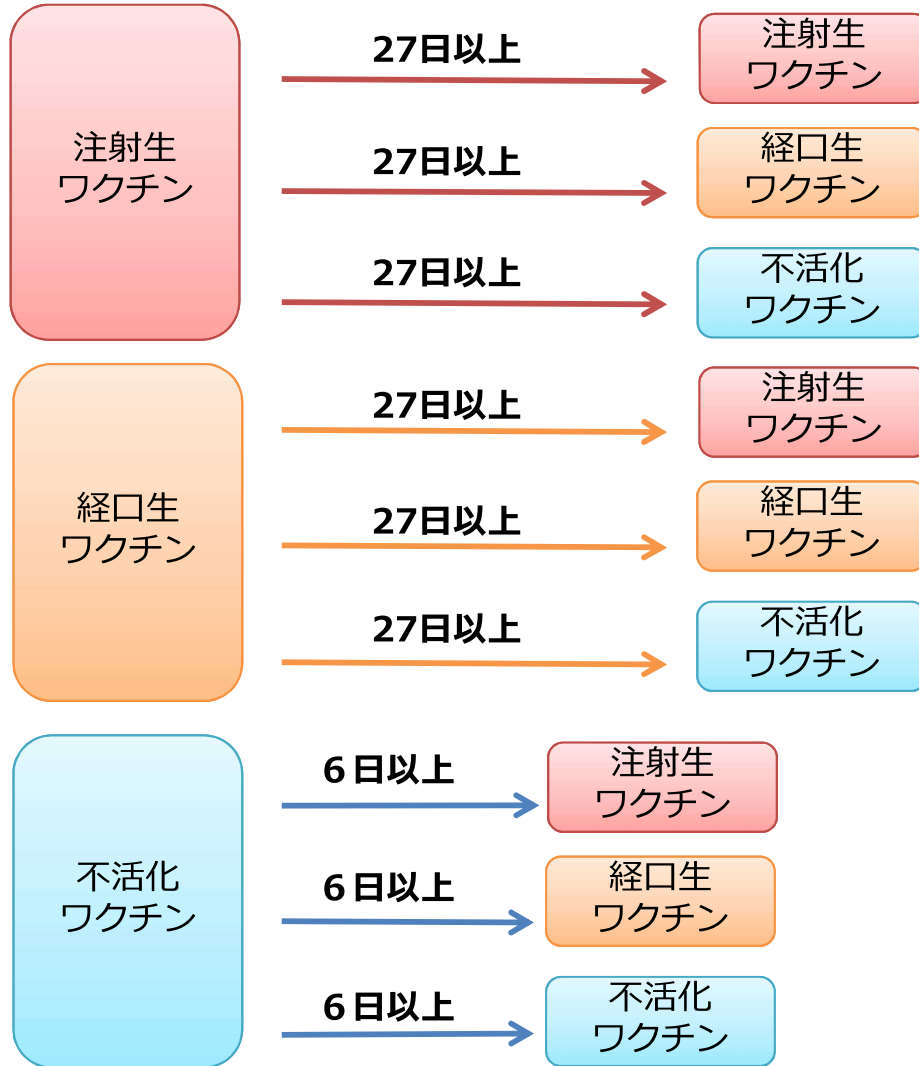 注射生
ワクチン
27日以上
注射生
ワクチン
27日以上
経口生
ワクチン
27日以上
不活化
ワクチン
経口生
ワクチン
27日以上
注射生
ワクチン
27日以上
経口生
ワクチン
27日以上
不活化
ワクチン
不活化
ワクチン
６日以上
注射生
ワクチン
６日以上
経口生
ワクチン
６日以上
不活化
ワクチン